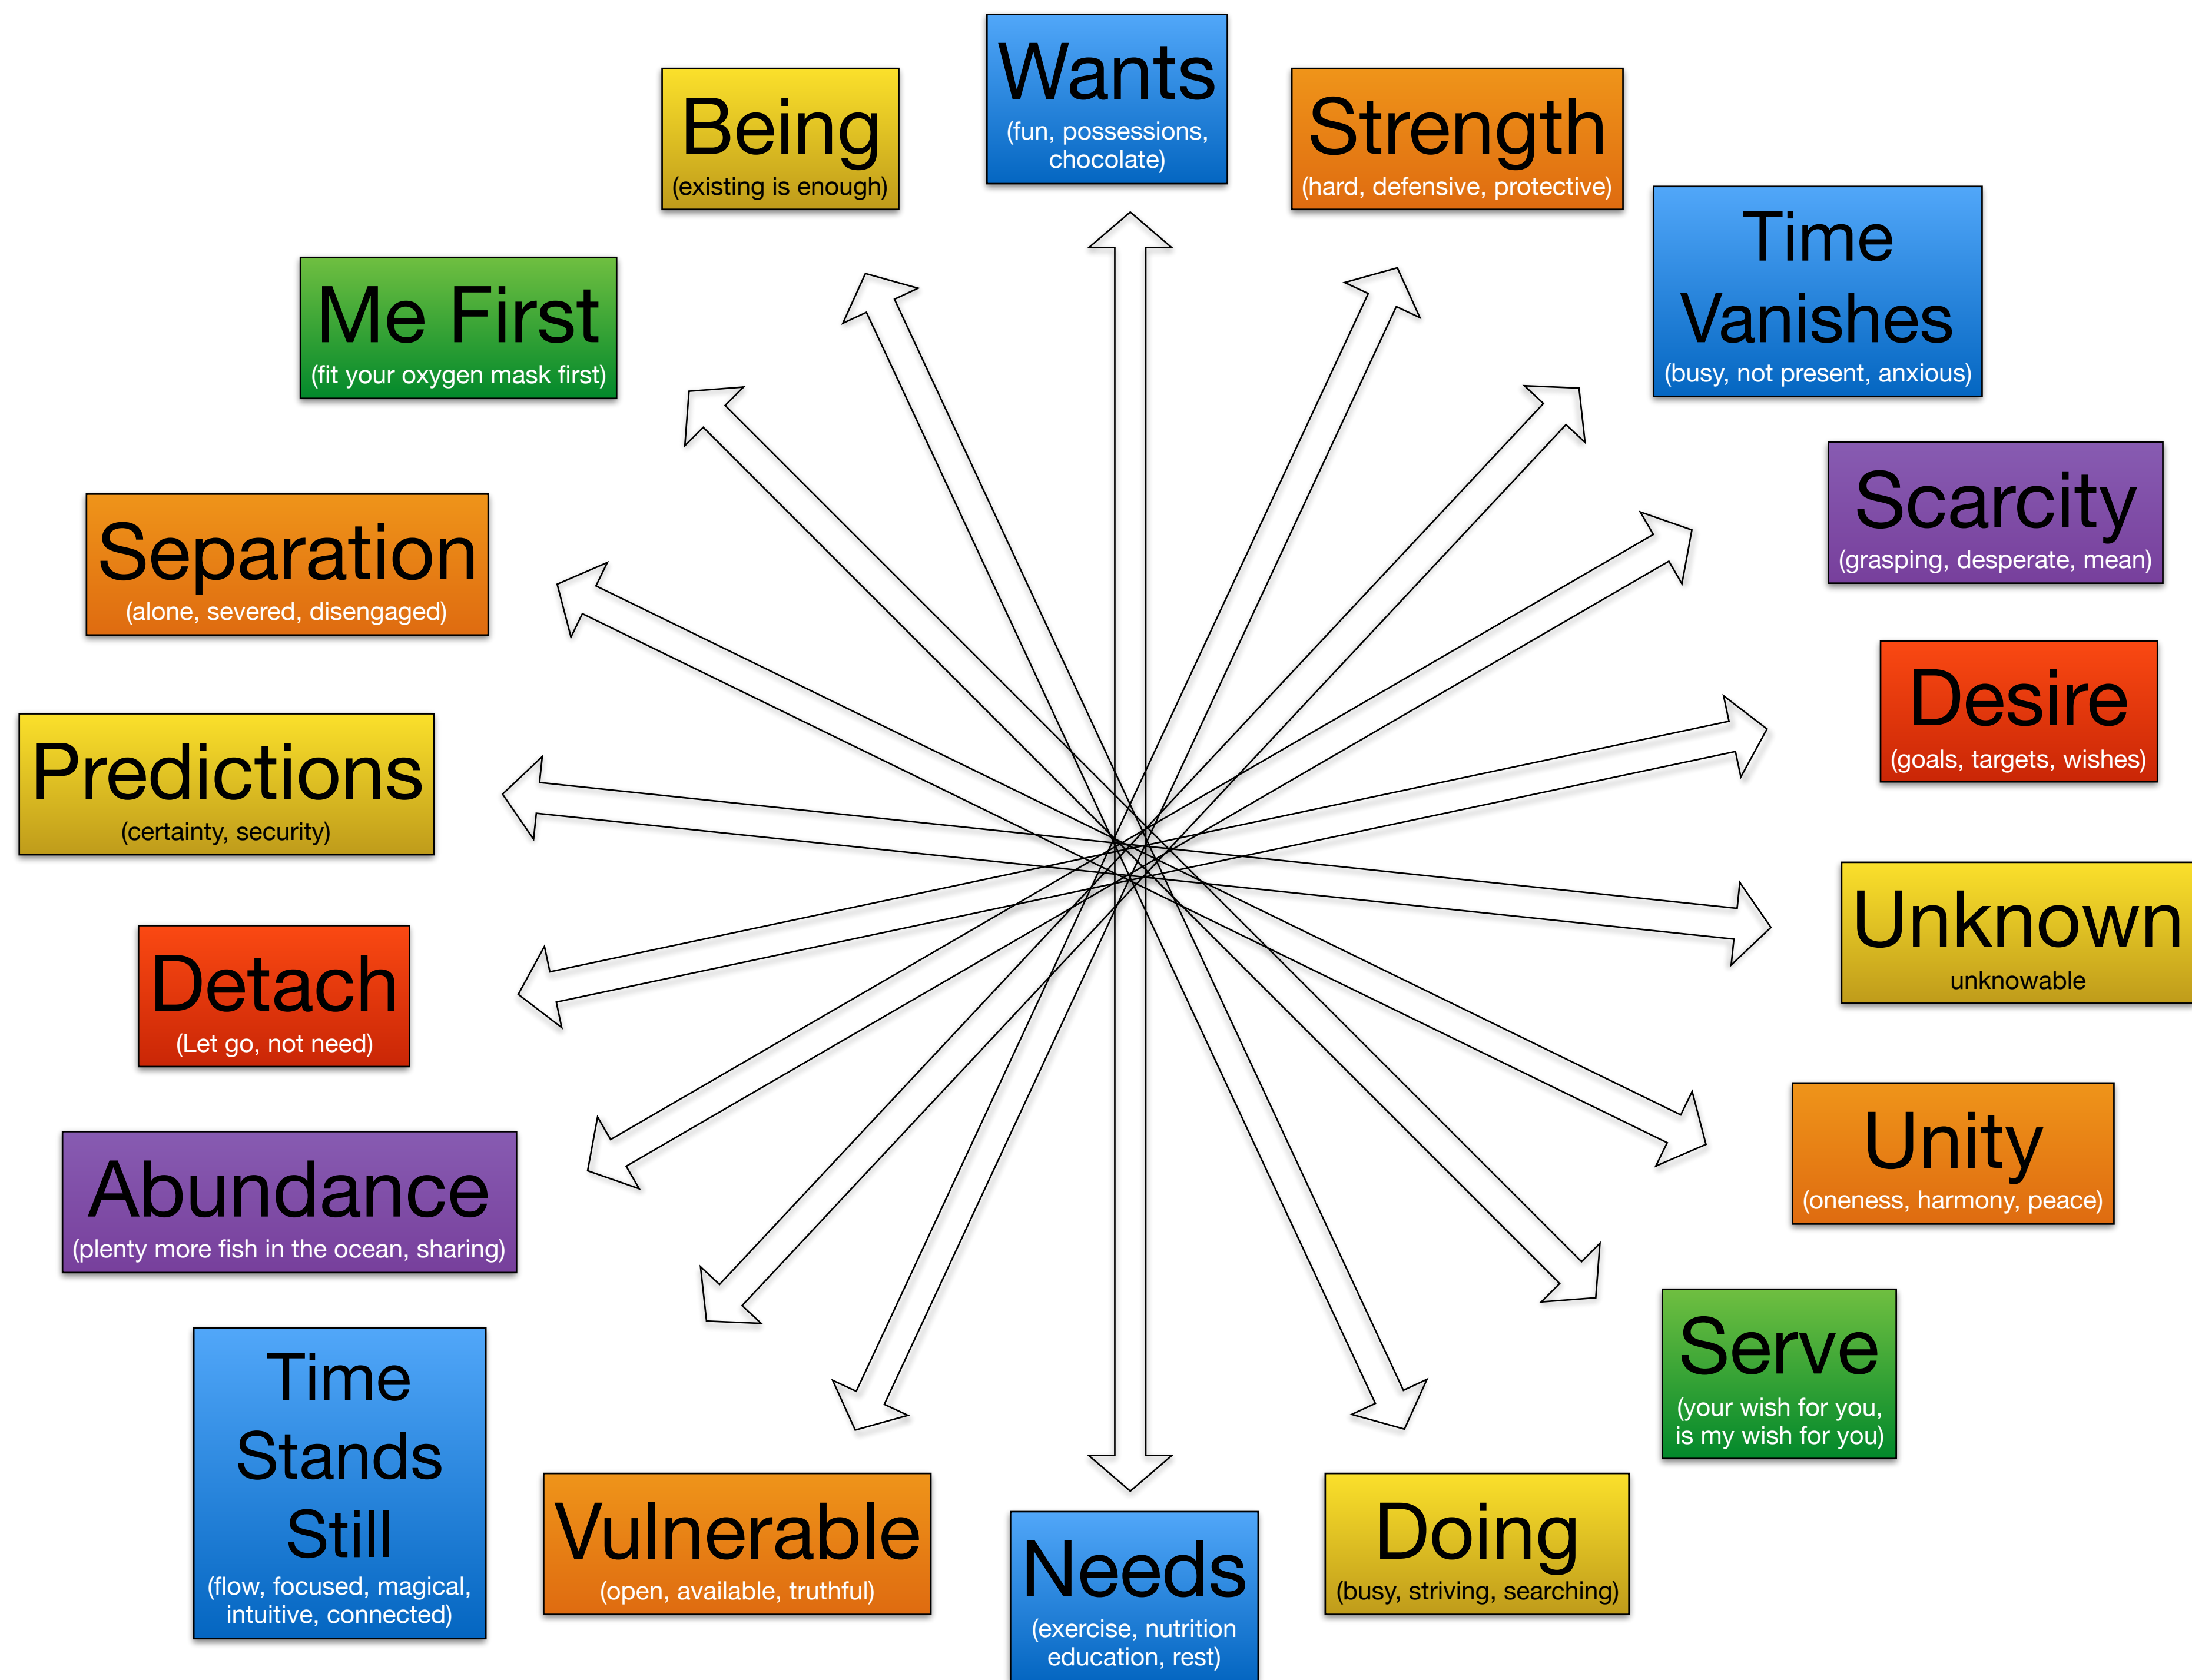 Wants
(fun, possessions,
chocolate)
Being
(existing is enough)
Strength
(hard, defensive, protective)
Time
Vanishes
(busy, not present, anxious)
Me First
(fit your oxygen mask first)
Scarcity
(grasping, desperate, mean)
Separation
(alone, severed, disengaged)
Desire
(goals, targets, wishes)
Predictions
(certainty, security)
Unknown
unknowable
Detach
(Let go, not need)
Unity
(oneness, harmony, peace)
Abundance
(plenty more fish in the ocean, sharing)
Serve
(your wish for you,
is my wish for you)
Time
Stands
Still
(flow, focused, magical,
intuitive, connected)
Vulnerable
(open, available, truthful)
Needs
(exercise, nutrition
education, rest)
Doing
(busy, striving, searching)